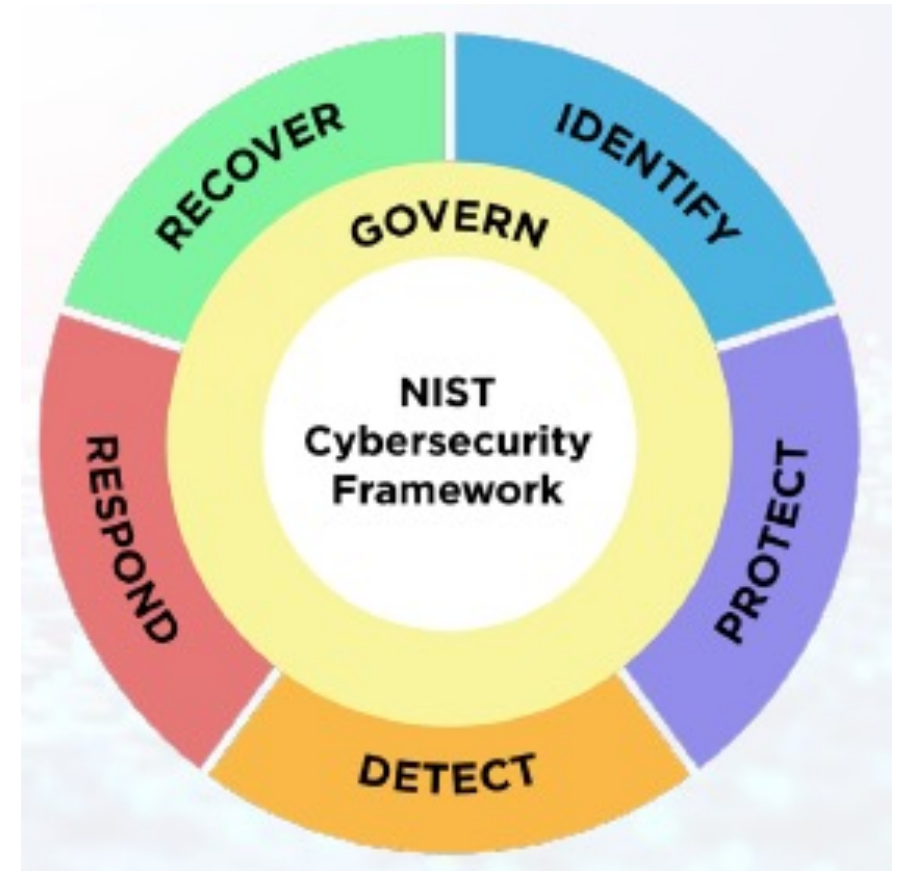 RECOVER
IDENTIFY
GOVERN
NIST
Cybersecurity
Framework
RESPOND
PROTECT
DETECT